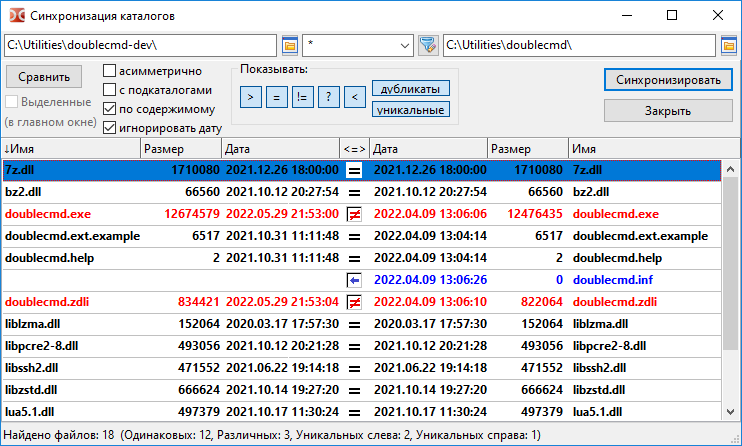 Синхронизация каталогов
C:\Utilities\doublecmd-dev\ * C:\Utilities\doublecmd\
Сравнить
Выделенные
(в главном окне)
асимметрично
с подкаталогами
по содержимому
игнорировать дату
Показывать:
> = != ? <
дубликаты
уникальные
Синхронизировать
Закрыть
↓Имя Размер Дата <=> Дата Размер Имя
7z.dll 1710080 2021.12.26 18:00:00 = 2021.12.26 18:00:00 1710080 7z.dll
bz2.dll 66560 2021.10.12 20:27:54 = 2021.10.12 20:27:54 66560 bz2.dll
doublecmd.exe 12674579 2022.05.29 21:53:00 ≠ 2022.04.09 13:06:06 12476435 doublecmd.exe
doublecmd.ext.example 6517 2021.10.31 11:11:48 = 2022.04.09 13:04:14 6517 doublecmd.ext.example
doublecmd.help 2 2021.10.31 11:11:48 = 2022.04.09 13:04:14 2 doublecmd.help
← 2022.04.09 13:06:26 0 doublecmd.inf
doublecmd.zdli 834421 2022.05.29 21:53:04 ≠ 2022.04.09 13:06:10 822064 doublecmd.zdli
liblzma.dll 152064 2020.03.17 17:57:30 = 2020.03.17 17:57:30 152064 liblzma.dll
libpcre2-8.dll 493056 2021.10.12 20:21:28 = 2021.10.12 20:21:28 493056 libpcre2-8.dll
libssh2.dll 471552 2021.06.22 19:14:18 = 2021.06.22 19:14:18 471552 libssh2.dll
libzstd.dll 666624 2021.10.14 19:27:20 = 2021.10.14 19:27:20 666624 libzstd.dll
lua5.1.dll 497379 2021.10.17 11:30:24 = 2021.10.17 11:30:24 497379 lua5.1.dll
Найдено файлов: 18 (Одинаковых: 12, Различных: 3, Уникальных слева: 2, Уникальных справа: 1)